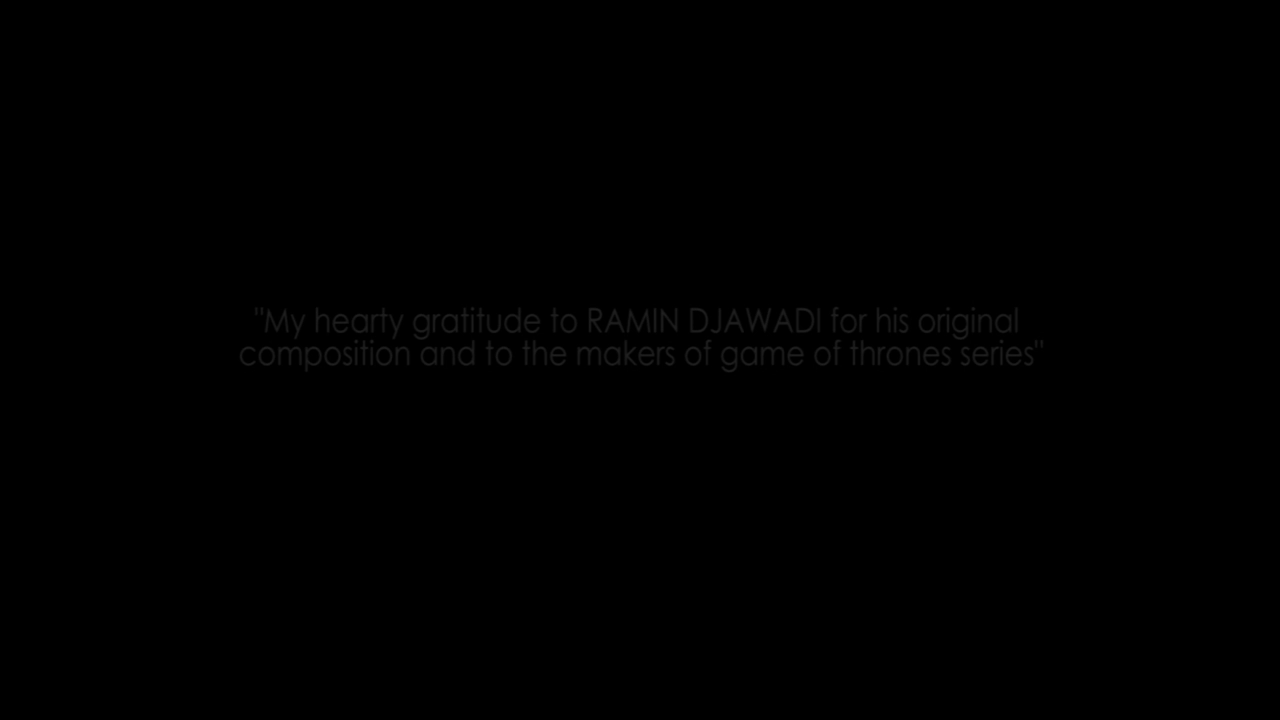 "My hearty gratitude to RAMIN DJAWADI for his original
composition and to the makers of game of thrones series"